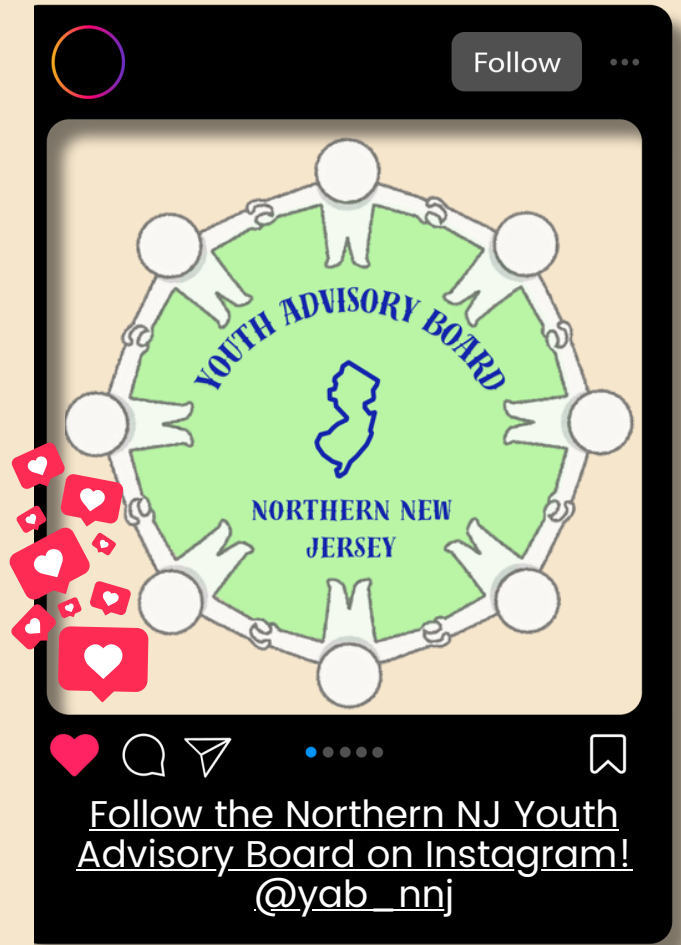 Follow
YOUTH ADVISORY BOARD
NORTHERN NEW
JERSEY
Follow the Northern NJ Youth
Advisory Board on Instagram!
@yab_nnj